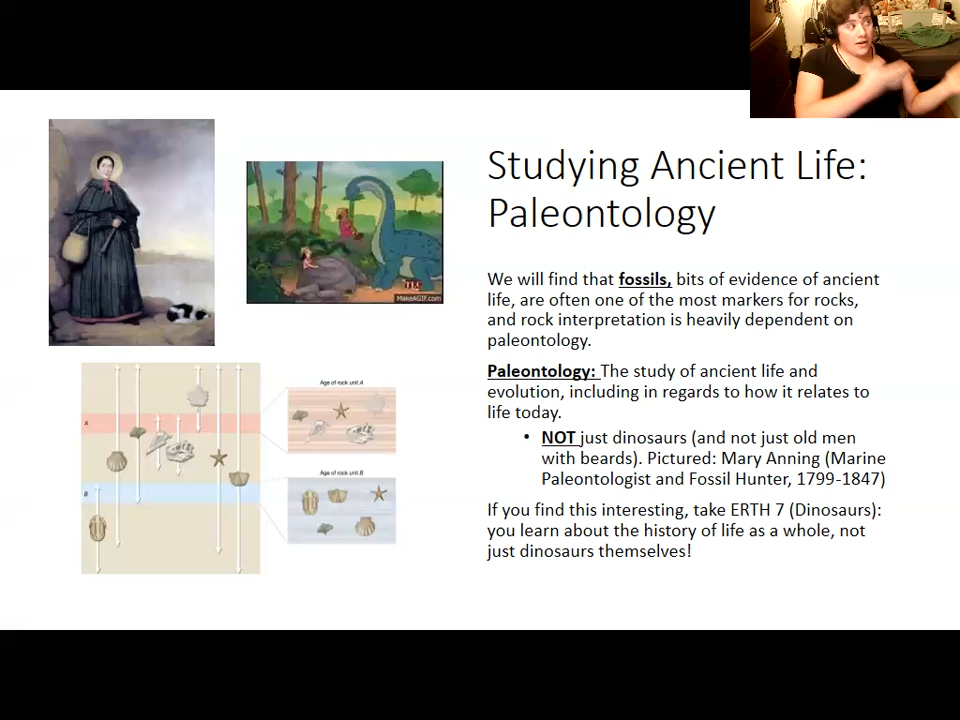 Studying Ancient Life:
Paleontology
TLC
MakeAGIF.com
We will find that fossils, bits of evidence of ancient
life, are often one of the most markers for rocks,
and rock interpretation is heavily dependent on
paleontology.
Paleontology: The study of ancient life and
evolution, including in regards to how it relates to
life today.
• NOT just dinosaurs (and not just old men
with beards). Pictured: Mary Anning (Marine
Paleontologist and Fossil Hunter, 1799-1847)
If you find this interesting, take ERTH 7 (Dinosaurs):
you learn about the history of life as a whole, not
just dinosaurs themselves!
A
B
Age of rock unit A
Age of rock unit B